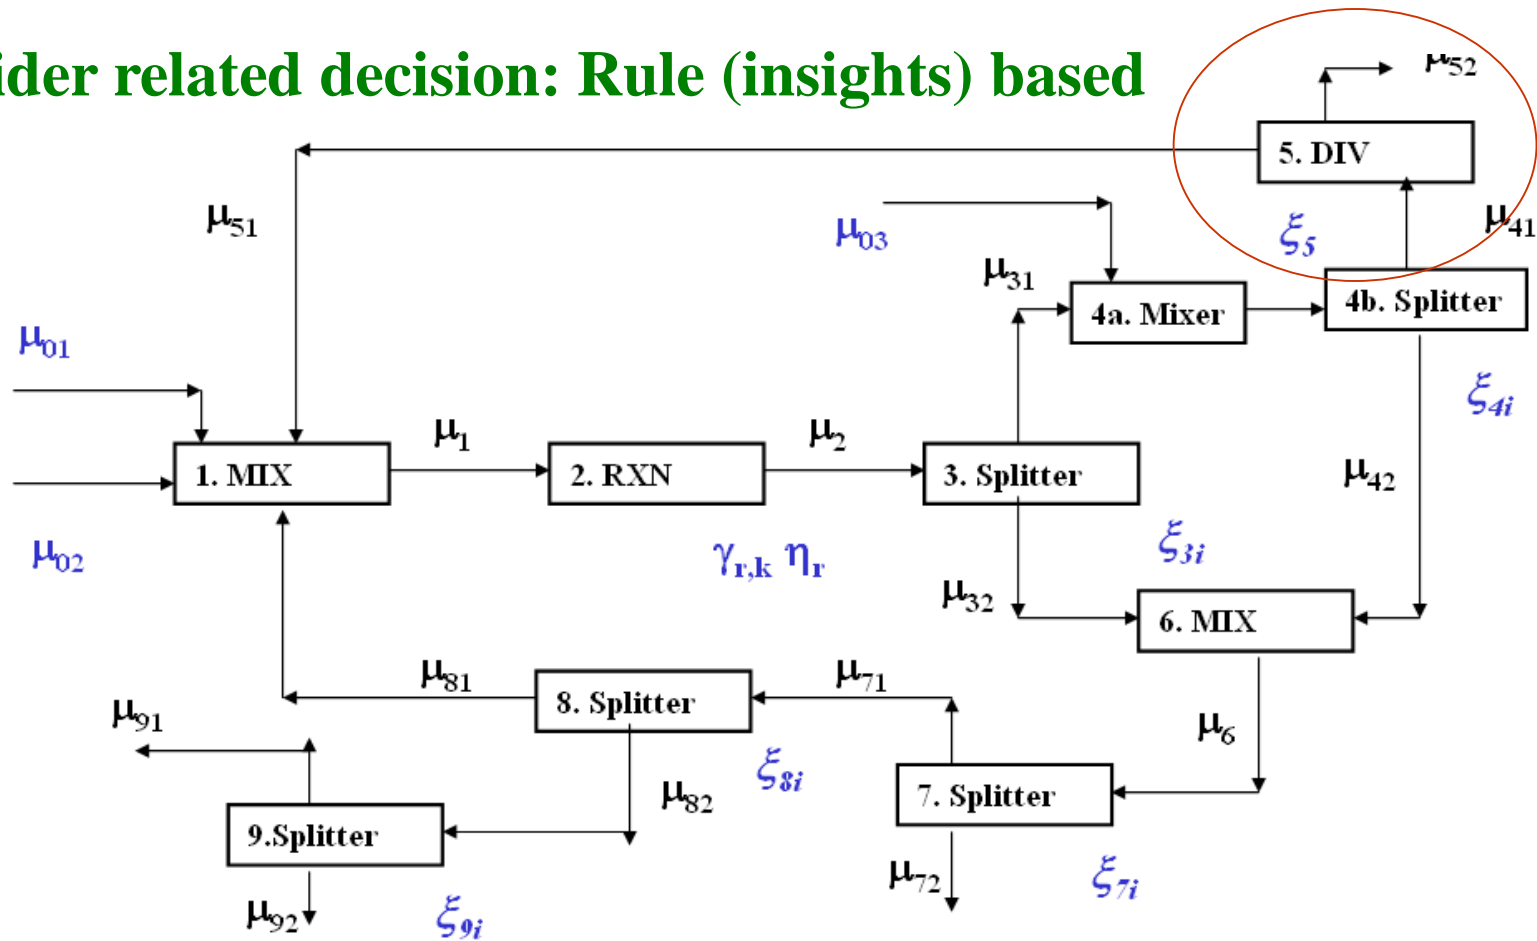 ider related decision: Rule (insights) based
μ52
5. DIV
μ51
μ03
ξ5
μ41
μ31
4a. Mixer
4b. Splitter
μ01
ξ4i
μ1
μ2
1. MIX
2. RXN
3. Splitter
μ42
μ02
γr,k ηr
ξ3i
μ32
6. MIX
μ81
μ71
μ91
8. Splitter
μ6
ξ8i
μ82
7. Splitter
9.Splitter
μ72
ξ7i
μ92
ξ9i